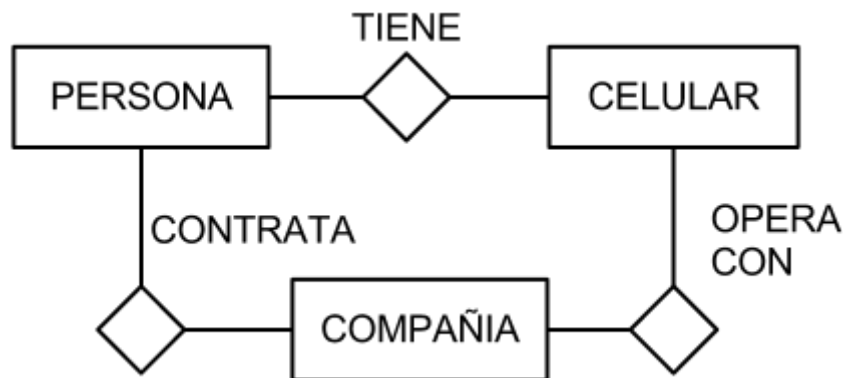 TIENE
PERSONA
CELULAR
CONTRATA
OPERA
CON
COMPAÑIA